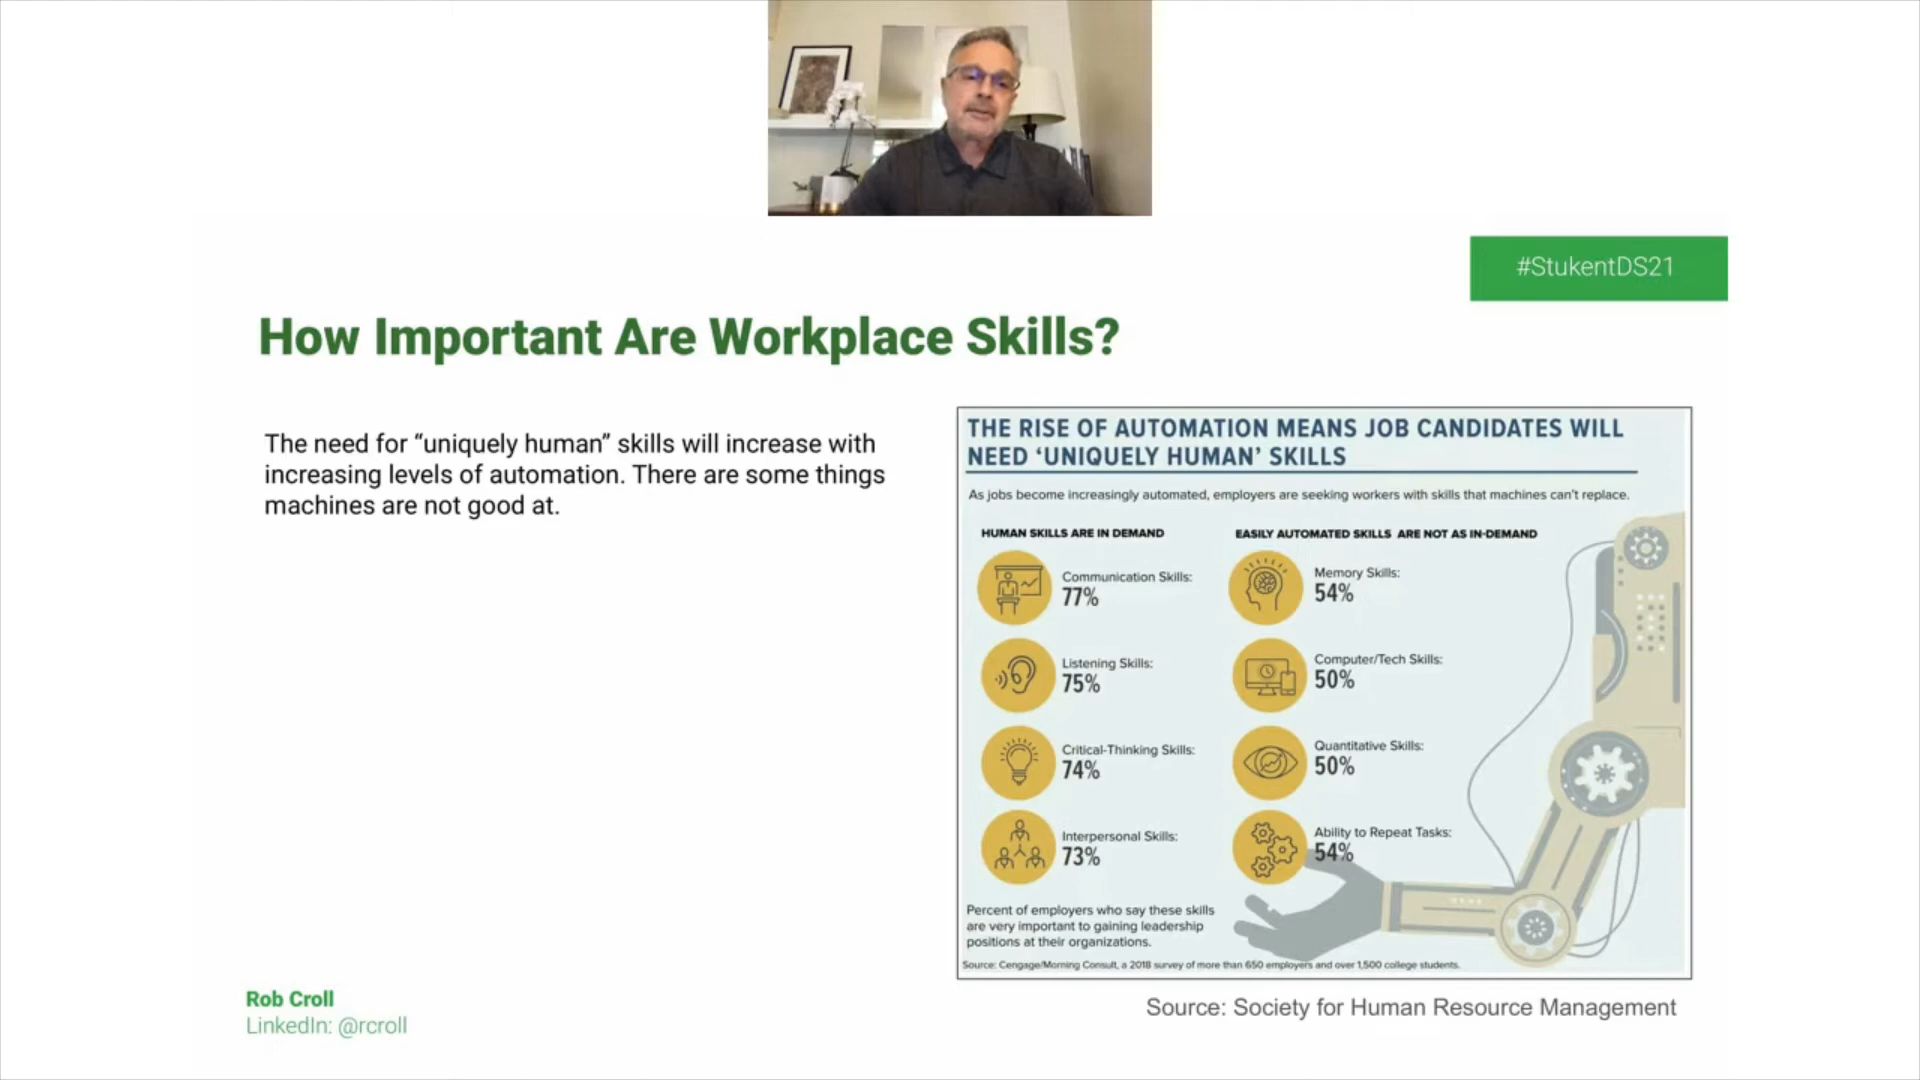 #StukentDS21
How Important Are Workplace Skills?
The need for “uniquely human” skills will increase with
increasing levels of automation. There are some things
machines are not good at.
THE RISE OF AUTOMATION MEANS JOB CANDIDATES WILL
NEED ‘UNIQUELY HUMAN’ SKILLS
As jobs become increasingly automated, employers are seeking workers with skills that machines can’t replace.
HUMAN SKILLS ARE IN DEMAND
Communication Skills:
77%
Listening Skills:
75%
Critical-Thinking Skills:
74%
Interpersonal Skills:
73%
EASILY AUTOMATED SKILLS ARE NOT AS IN-DEMAND
Memory Skills:
54%
Computer/Tech Skills:
50%
Quantitative Skills:
50%
Ability to Repeat Tasks:
54%
Percent of employers who say these skills
are very important to gaining leadership
positions at their organizations.
Source: Cengage/Morning Consult, a 2018 survey of more than 650 employers and over 1,500 college students.
Rob Croll
LinkedIn: @rcroll
Source: Society for Human Resource Management